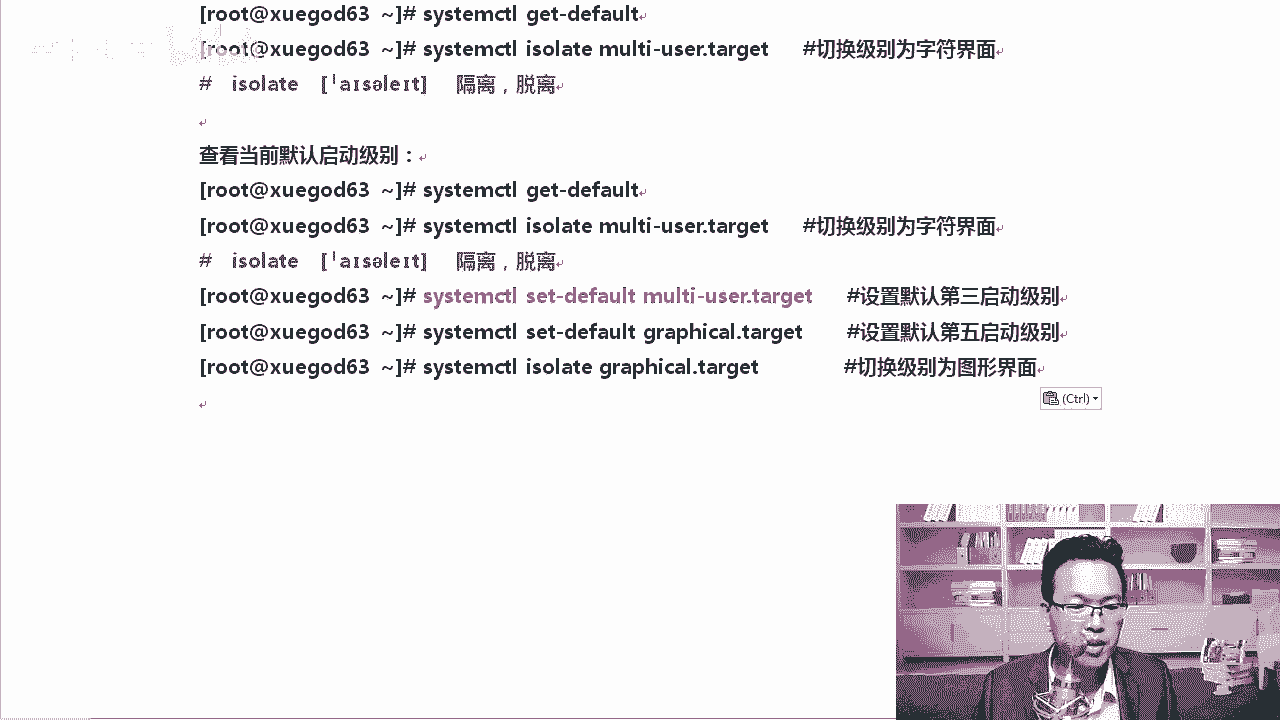 [root@xuegod63 ~]# systemctl get-default
[root@xuegod63 ~]# systemctl isolate multi-user.target #切换级别为字符界面
# isolate [ˈaɪsəleɪt] 隔离，脱离
查看当前默认启动级别：
[root@xuegod63 ~]# systemctl get-default
[root@xuegod63 ~]# systemctl isolate multi-user.target #切换级别为字符界面
# isolate [ˈaɪsəleɪt] 隔离，脱离
[root@xuegod63 ~]# systemctl set-default multi-user.target #设置默认第三启动级别
[root@xuegod63 ~]# systemctl set-default graphical.target #设置默认第五启动级别
[root@xuegod63 ~]# systemctl isolate graphical.target #切换级别为图形界面
(Ctrl)